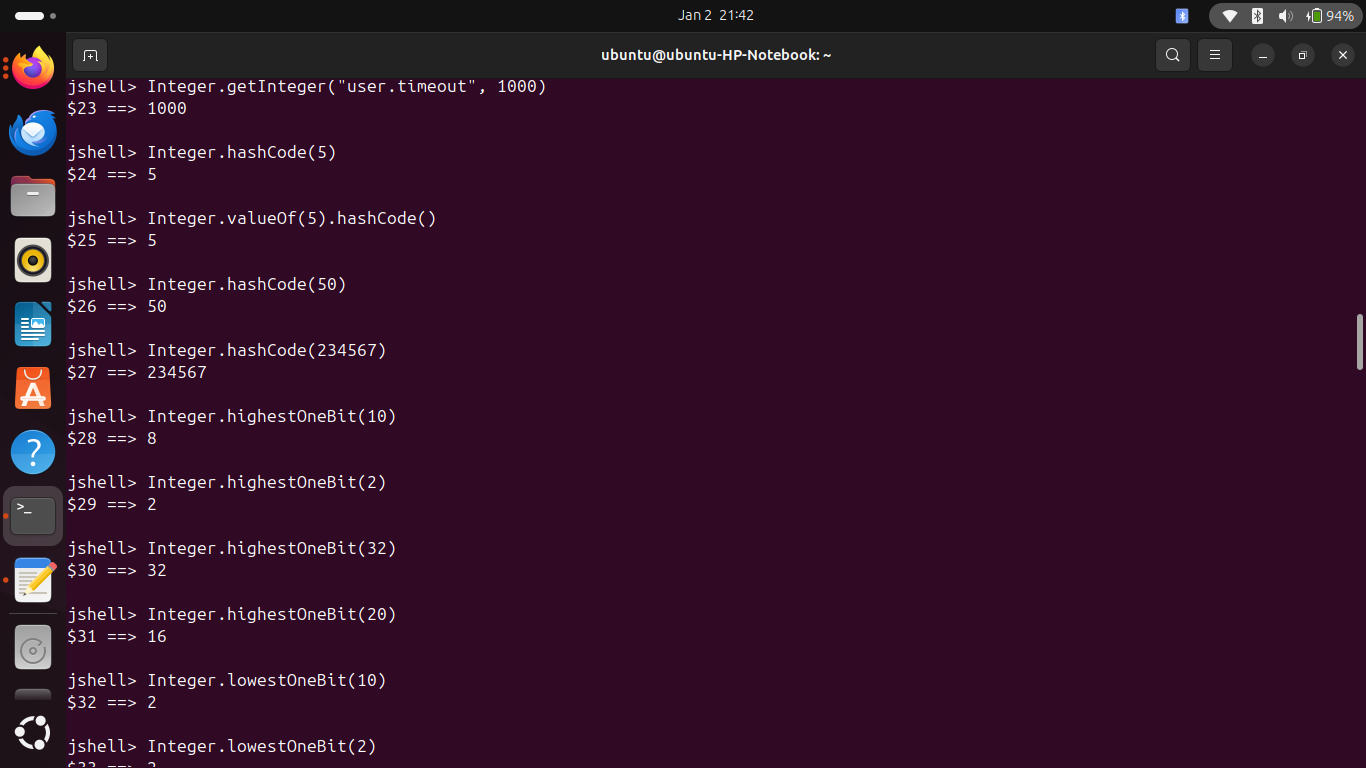 Jan 2 21:42
94%
ubuntu@ubuntu-HP-Notebook: ~
jshell> Integer.getInteger("user.timeout", 1000)
$23 ==> 1000
jshell> Integer.hashCode(5)
$24 ==> 5
jshell> Integer.valueOf(5).hashCode()
$25 ==> 5
jshell> Integer.hashCode(50)
$26 ==> 50
jshell> Integer.hashCode(234567)
$27 ==> 234567
jshell> Integer.highestOneBit(10)
$28 ==> 8
jshell> Integer.highestOneBit(2)
$29 ==> 2
jshell> Integer.highestOneBit(32)
$30 ==> 32
jshell> Integer.highestOneBit(20)
$31 ==> 16
jshell> Integer.lowestOneBit(10)
$32 ==> 2
jshell> Integer.lowestOneBit(2)
$33 ==> 2